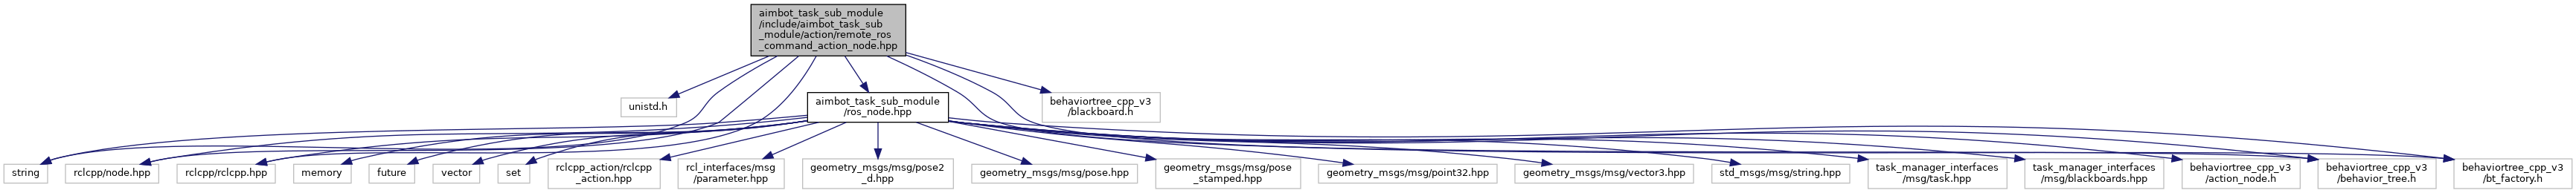 aimbot_task_sub_module
/include/aimbot_task_sub
_module/action/remote_ros
_command_action_node.hpp
unistd.h
aimbot_task_sub_module
/ros_node.hpp
behaviortree_cpp_v3
/blackboard.h
string
rclcpp/node.hpp
rclcpp/rclcpp.hpp
memory
future
vector
set
rclcpp_action/rclcpp
_action.hpp
rcl_interfaces/msg
/parameter.hpp
geometry_msgs/msg/pose2
_d.hpp
geometry_msgs/msg/pose.hpp
geometry_msgs/msg/pose
_stamped.hpp
geometry_msgs/msg/point32.hpp
geometry_msgs/msg/vector3.hpp
std_msgs/msg/string.hpp
task_manager_interfaces
/msg/task.hpp
task_manager_interfaces
/msg/blackboards.hpp
behaviortree_cpp_v3
/action_node.h
behaviortree_cpp_v3
/behavior_tree.h
behaviortree_cpp_v3
/bt_factory.h